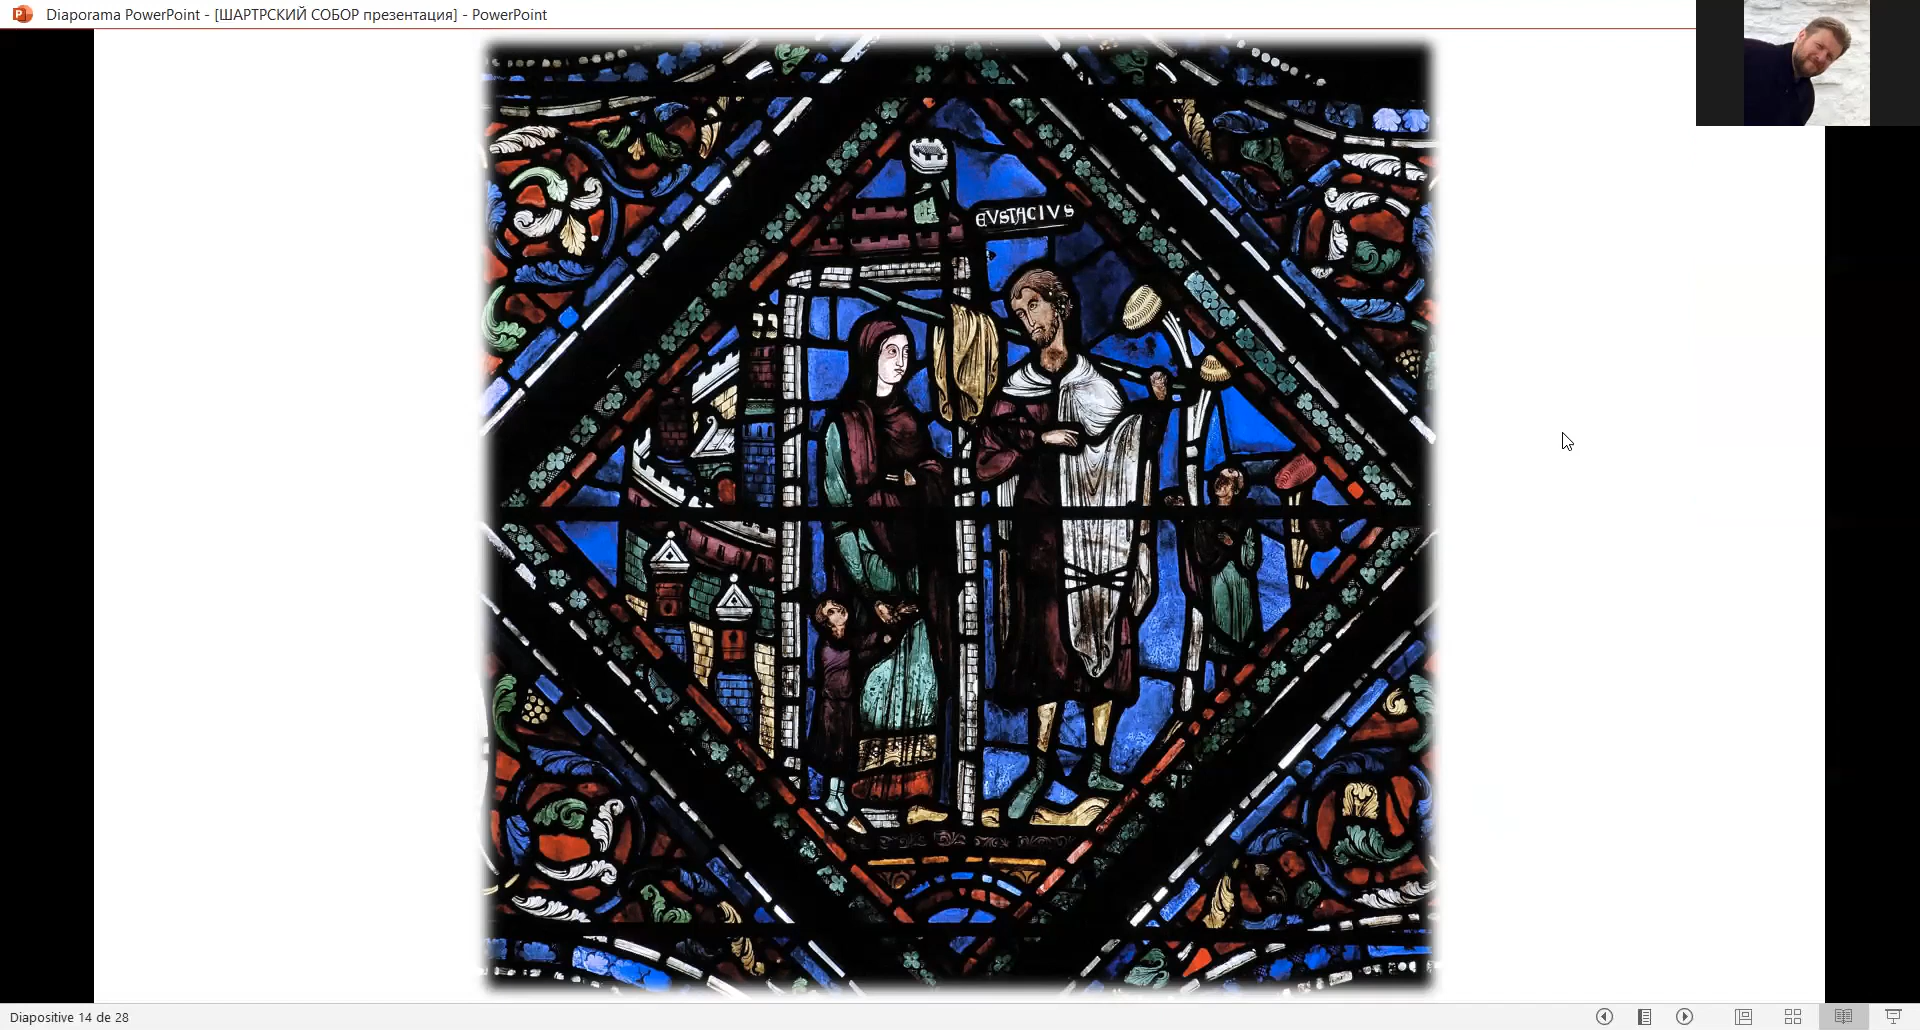 Diaporama PowerPoint - [ШАРТРСКИЙ СОБОР презентация] - PowerPoint
EVSTACIVS
Diapositive 14 de 28